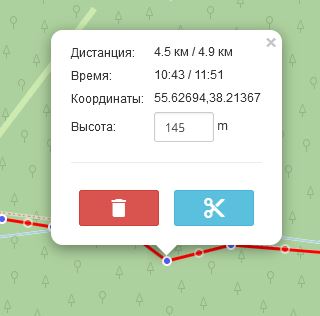 Дистанция: 4.5 км / 4.9 км
Время: 10:43 / 11:51
Координаты: 55.62694,38.21367
Высота: 145 m